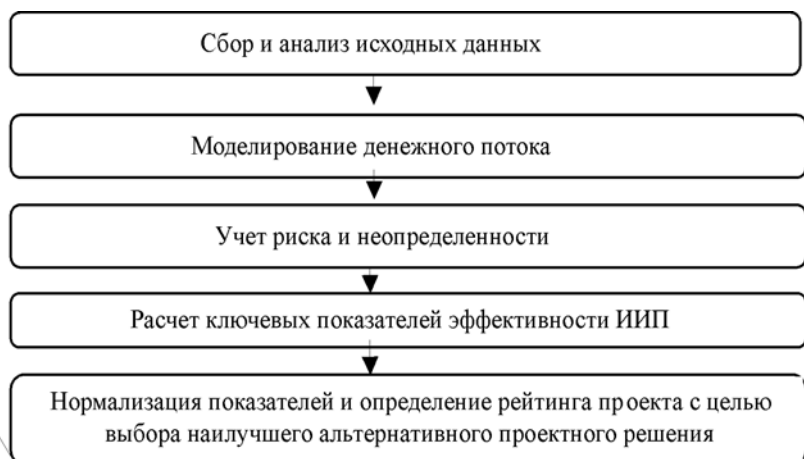 Сбор и анализ исходных данных
Моделирование денежного потока
Учет риска и неопределенности
Расчет ключевых показателей эффективности ИИП
Нормализация показателей и определение рейтинга проекта с целью
выбора наилучшего альтернативного проектного решения